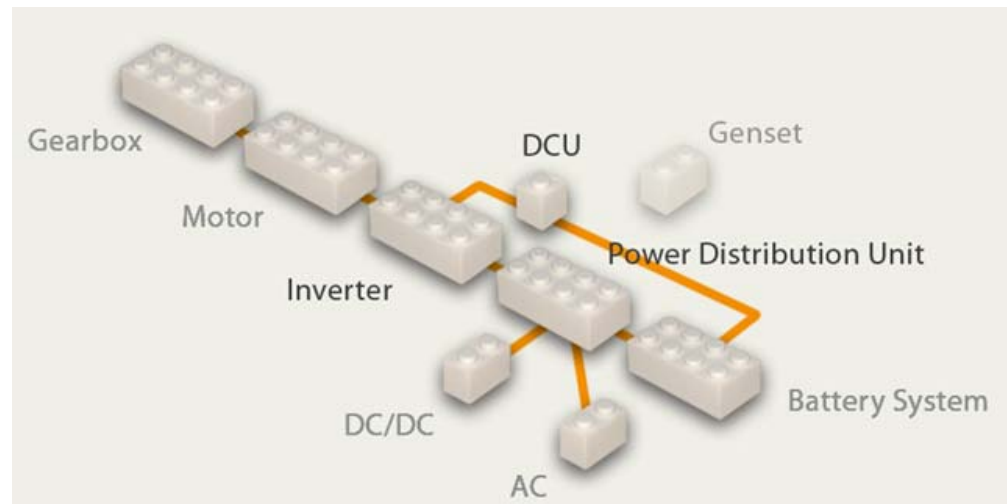 Genset
DCU
Gearbox
Motor
Power Distribution Unit
Inverter
Battery System
DC/DC
AC